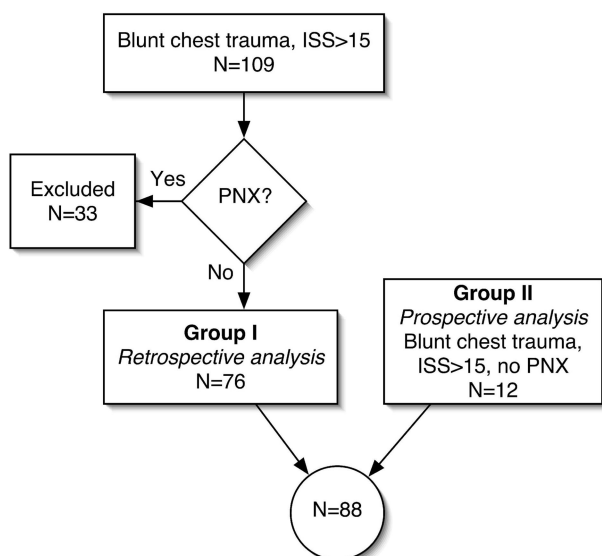 Blunt chest trauma, ISS>15
N=109
PNX?
Yes
Excluded
N=33
No
Group I
Retrospective analysis
N=76
Group II
Prospective analysis
Blunt chest trauma,
ISS>15, no PNX
N=12
N=88